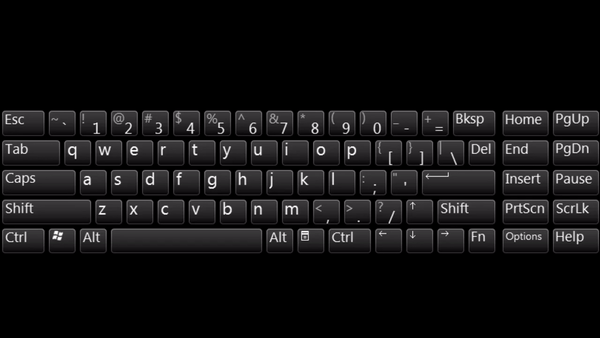 Esc ~ ` ! 1 @ 2 # 3 $ 4 % 5 ^ 6 & 7 * 8 ( 9 ) 0 _ - + = Bksp Home PgUp
Tab q w e r t y u i o p { [ } ] | \ Del End PgDn
Caps a s d f g h j k l : ; " ' Insert Pause
Shift z x c v b n m < , > . ? / ↑ Shift PrtScn ScrLk
Ctrl Alt Alt Ctrl ← ↓ → Fn Options Help